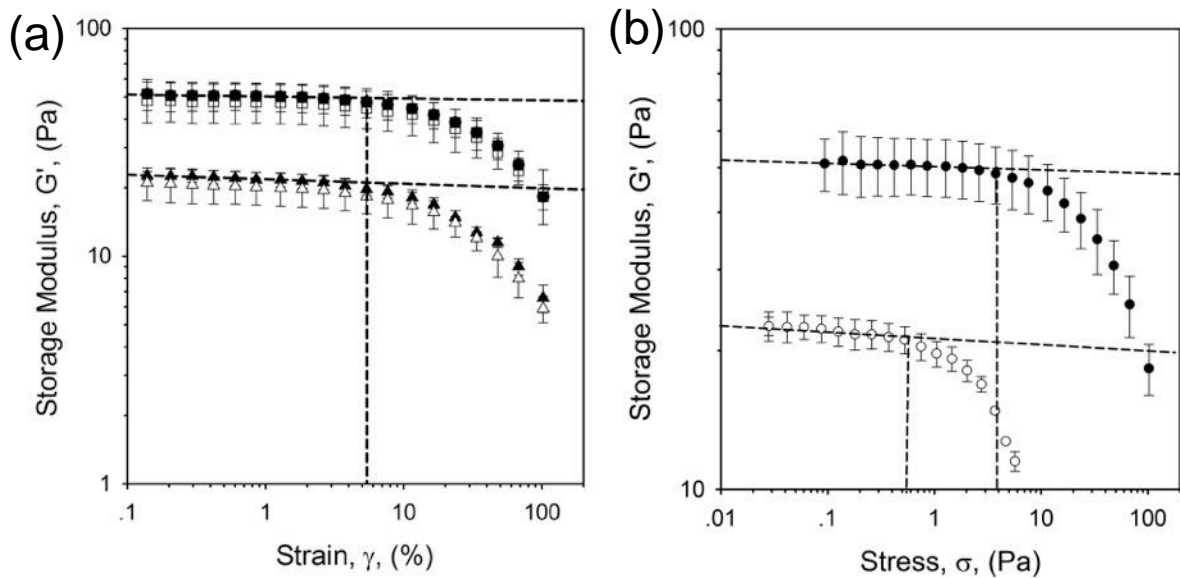 (a)
100
10
1
.1
1
10
100
Storage Modulus, G', (Pa)
Strain, γ, (%)
(b)
100
10
.01
.1
1
10
100
Storage Modulus, G', (Pa)
Stress, σ, (Pa)